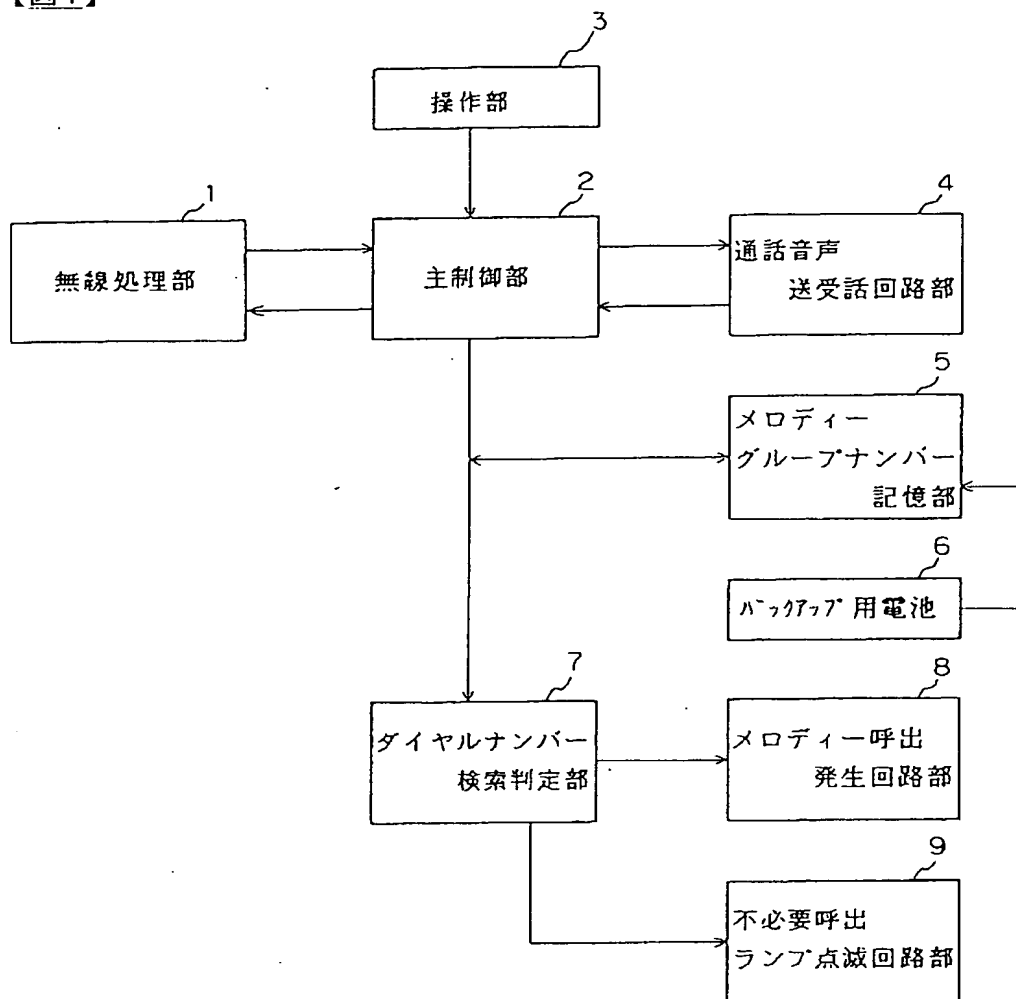 3
操作部
1
無線処理部
2
主制御部
4
通話音声
送受話回路部
5
メロディー
グループナンバー
記憶部
6
バックアップ用電池
7
ダイヤルナンバー
検索判定部
8
メロディー呼出
発生回路部
9
不必要呼出
ランプ点滅回路部